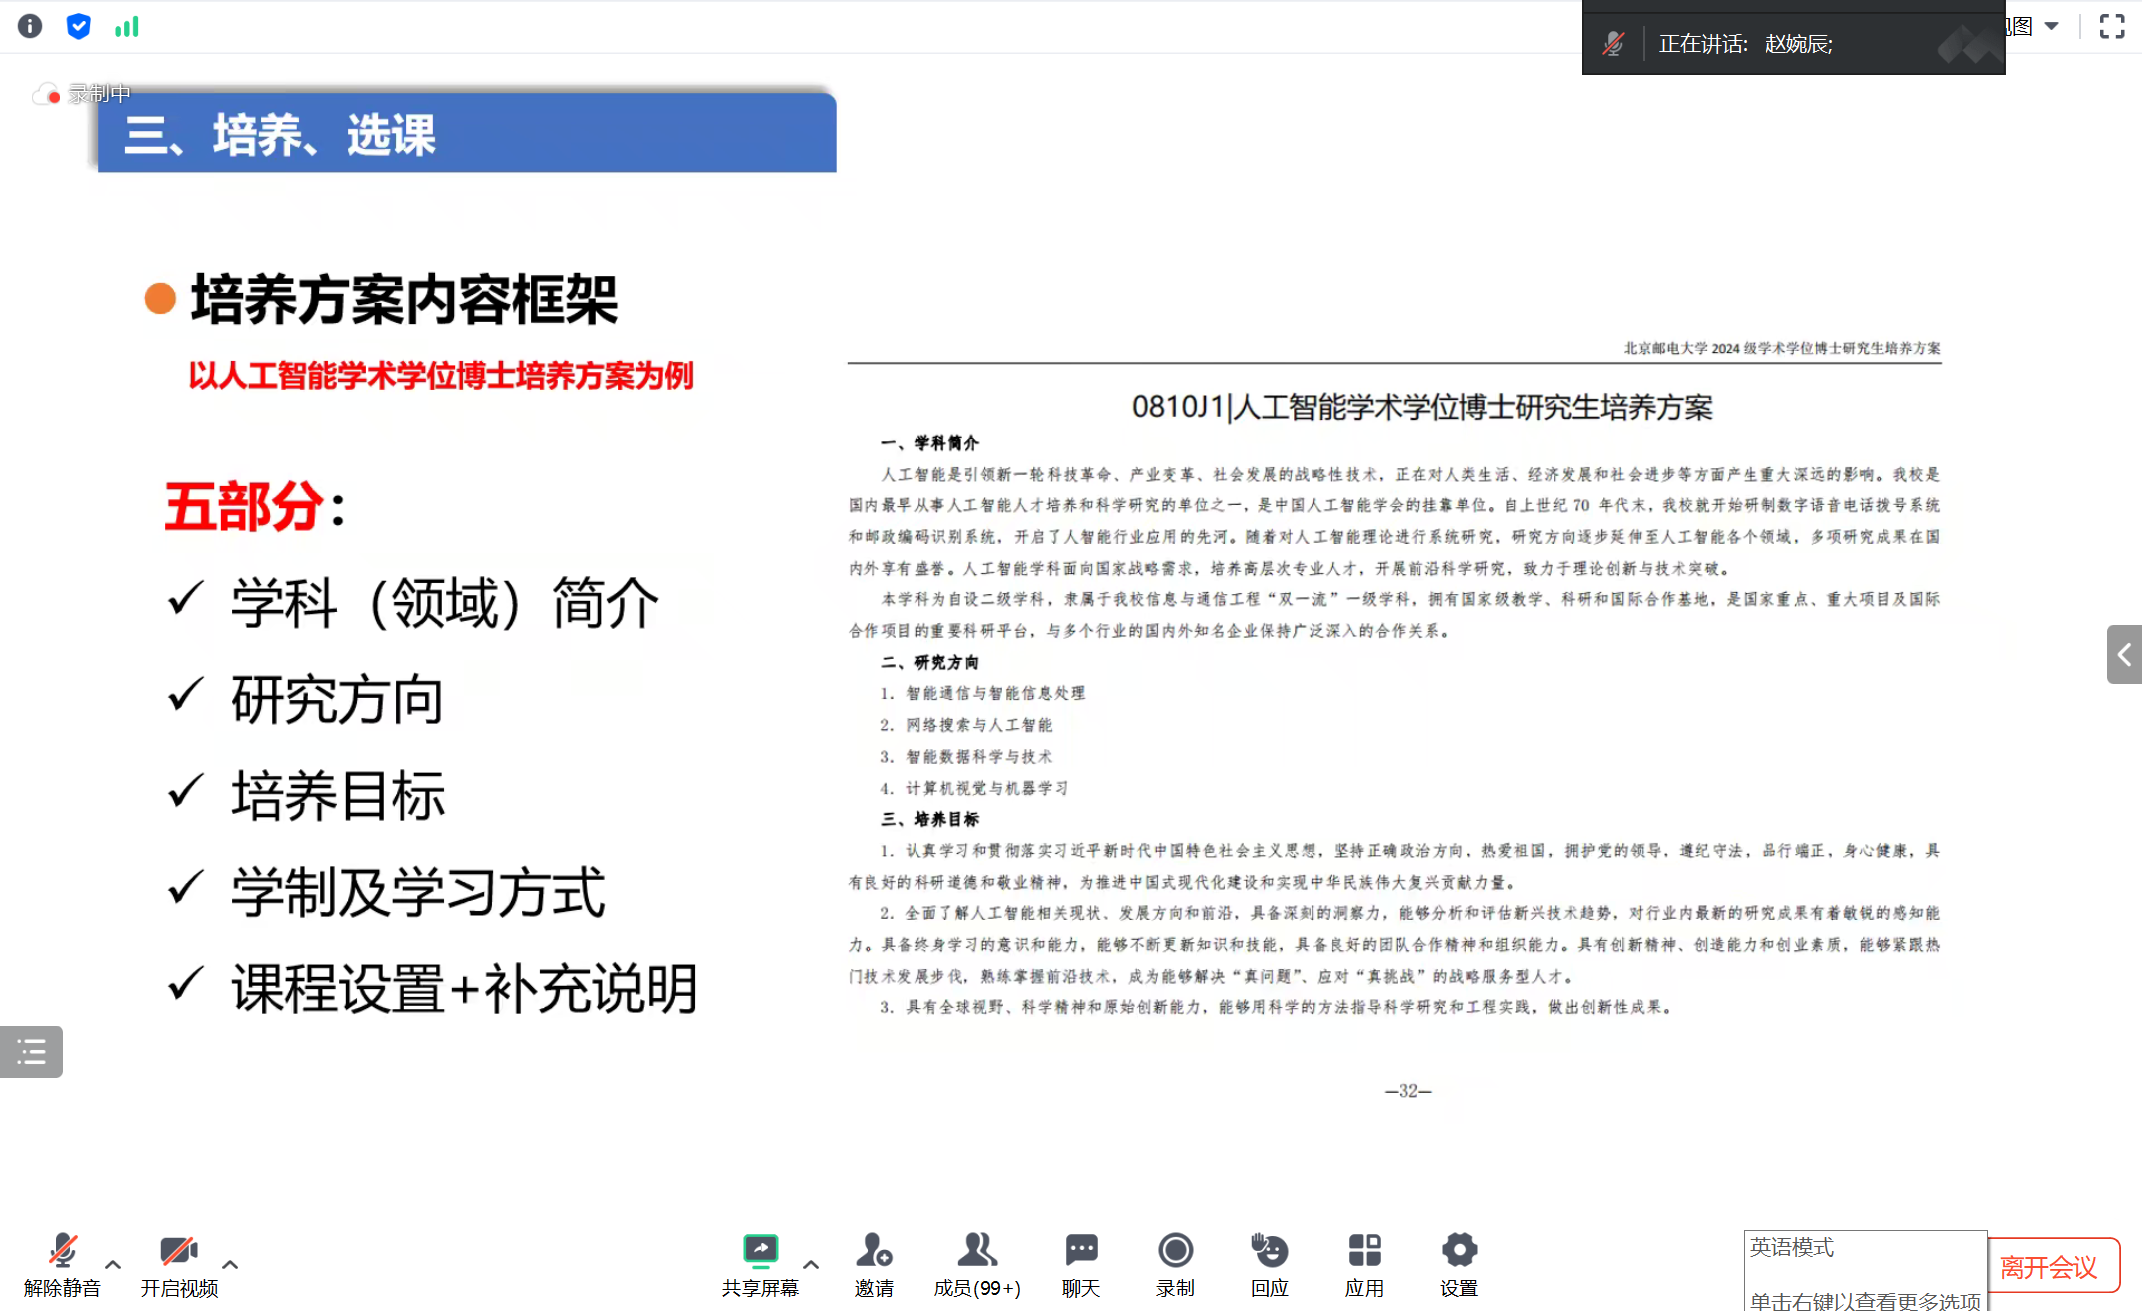 正在讲话: 赵婉辰;
图
录制中
三、培养、选课
培养方案内容框架
以人工智能学术学位博士培养方案为例
五部分：
✓ 学科（领域）简介
✓ 研究方向
✓ 培养目标
✓ 学制及学习方式
✓ 课程设置+补充说明
北京邮电大学 2024 级学术学位博士研究生培养方案
0810J1|人工智能学术学位博士研究生培养方案
一、学科简介
人工智能是引领新一轮科技革命、产业变革、社会发展的战略性技术，正在对人类生活、经济发展和社会进步等方面产生重大深远的影响。我校是
国内最早从事人工智能人才培养和科学研究的单位之一，是中国人工智能学会的挂靠单位。自上世纪 70 年代末，我校就开始研制数字语音电话拨号系统
和邮政编码识别系统，开启了人智能行业应用的先河。随着对人工智能理论进行系统研究，研究方向逐步延伸至人工智能各个领域，多项研究成果在国
内外享有盛誉。人工智能学科面向国家战略需求，培养高层次专业人才，开展前沿科学研究，致力于理论创新与技术突破。
本学科为自设二级学科，隶属于我校信息与通信工程“双一流”一级学科，拥有国家级教学、科研和国际合作基地，是国家重点、重大项目及国际
合作项目的重要科研平台，与多个行业的国内外知名企业保持广泛深入的合作关系。
二、研究方向
1. 智能通信与智能信息处理
2. 网络搜索与人工智能
3. 智能数据科学与技术
4. 计算机视觉与机器学习
三、培养目标
1. 认真学习和贯彻落实习近平新时代中国特色社会主义思想，坚持正确政治方向，热爱祖国，拥护党的领导，遵纪守法，品行端正，身心健康，具
有良好的科研道德和敬业精神，为推进中国式现代化建设和实现中华民族伟大复兴贡献力量。
2. 全面了解人工智能相关现状、发展方向和前沿，具备深刻的洞察力，能够分析和评估新兴技术趋势，对行业内最新的研究成果有着敏锐的感知能
力。具备终身学习的意识和能力，能够不断更新知识和技能，具备良好的团队合作精神和组织能力。具有创新精神、创造能力和创业素质，能够紧跟热
门技术发展步伐，熟练掌握前沿技术，成为能够解决“真问题”、应对“真挑战”的战略服务型人才。
3. 具有全球视野、科学精神和原始创新能力，能够用科学的方法指导科学研究和工程实践，做出创新性成果。
—32—
解除静音
开启视频
共享屏幕
邀请
成员(99+)
聊天
录制
回应
应用
设置
英语模式
单击右键以查看更多选项
离开会议